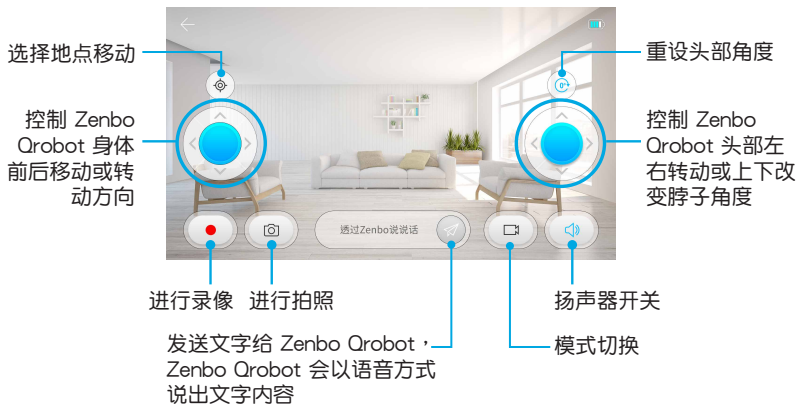 选择地点移动
重设头部角度
0°
控制 Zenbo
Qrobot 身体
前后移动或转
动方向
控制 Zenbo
Qrobot 头部左
右转动或上下改
变脖子角度
透过Zenbo说说话
进行录像
进行拍照
扬声器开关
发送文字给 Zenbo Qrobot，
Zenbo Qrobot 会以语音方式
说出文字内容
模式切换